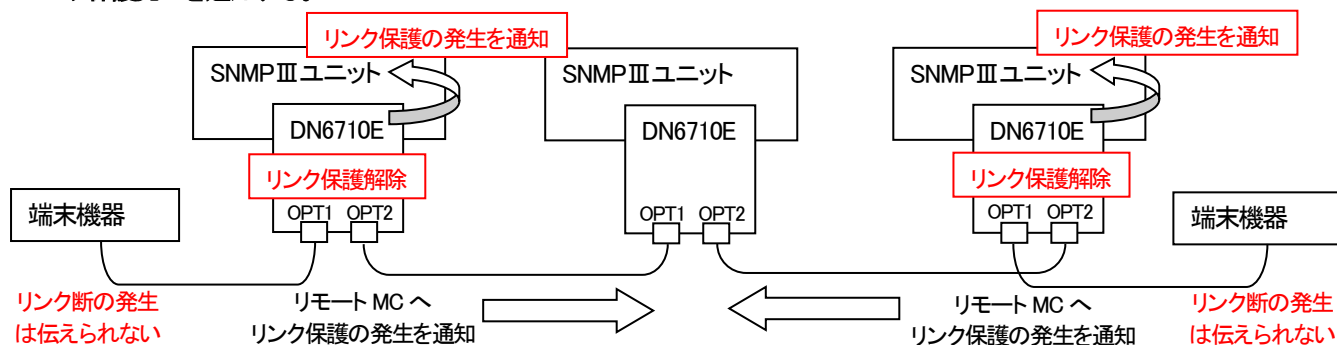 リンク保護の発生を通知
リンク保護の発生を通知
SNMPⅢユニット
SNMPⅢユニット
SNMPⅢユニット
DN6710E
DN6710E
DN6710E
リンク保護解除
リンク保護解除
端末機器
OPT1 OPT2
OPT1 OPT2
OPT1 OPT2
端末機器
リンク断の発生
は伝えられない
リモート MC へ
リンク保護の発生を通知
リモート MC へ
リンク保護の発生を通知
リンク断の発生
は伝えられない